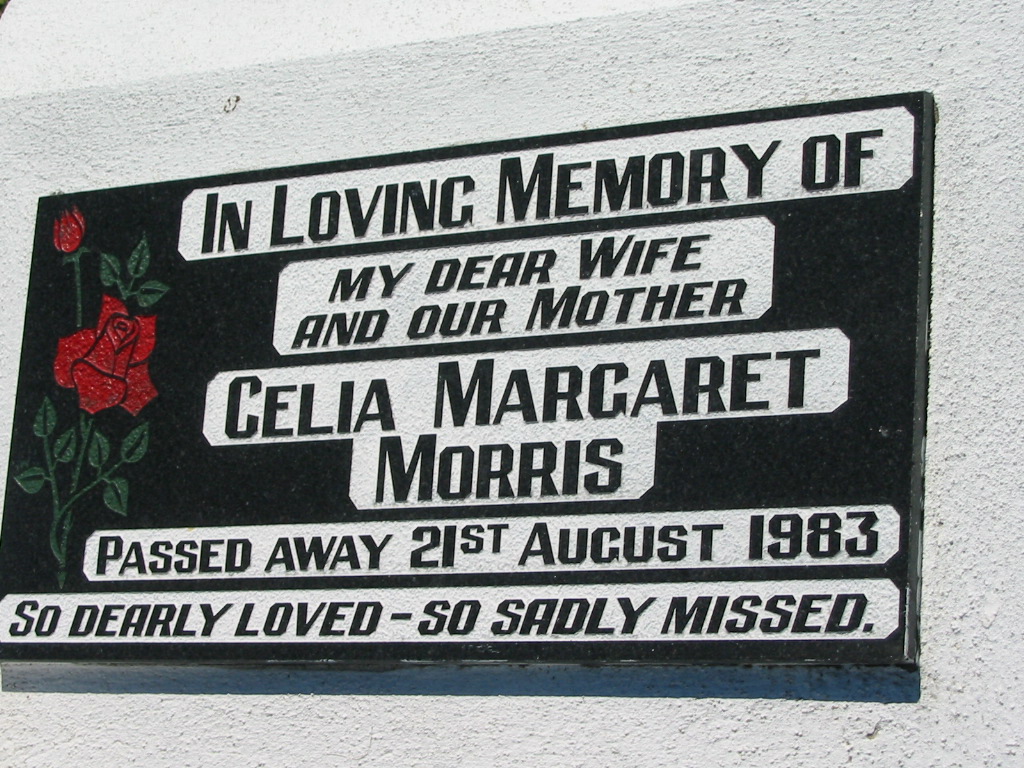 IN LOVING MEMORY OF
MY DEAR WIFE
AND OUR MOTHER
CELIA MARGARET
MORRIS
PASSED AWAY 21ST AUGUST 1983
SO DEARLY LOVED - SO SADLY MISSED.